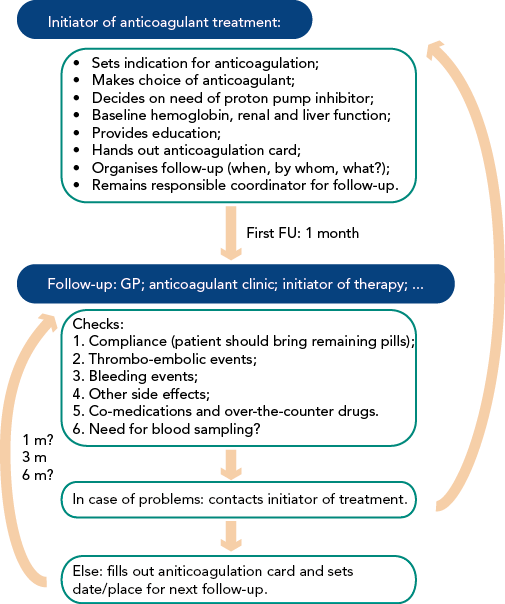 Initiator of anticoagulant treatment:
• Sets indication for anticoagulation;
• Makes choice of anticoagulant;
• Decides on need of proton pump inhibitor;
• Baseline hemoglobin, renal and liver function;
• Provides education;
• Hands out anticoagulation card;
• Organises follow-up (when, by whom, what?);
• Remains responsible coordinator for follow-up.
First FU: 1 month
Follow-up: GP; anticoagulant clinic; initiator of therapy; ...
Checks:
1. Compliance (patient should bring remaining pills);
2. Thrombo-embolic events;
3. Bleeding events;
4. Other side effects;
5. Co-medications and over-the-counter drugs.
6. Need for blood sampling?
1 m?
3 m
6 m?
In case of problems: contacts initiator of treatment.
Else: fills out aniticoagulation card and sets
date/place for next follow-up.